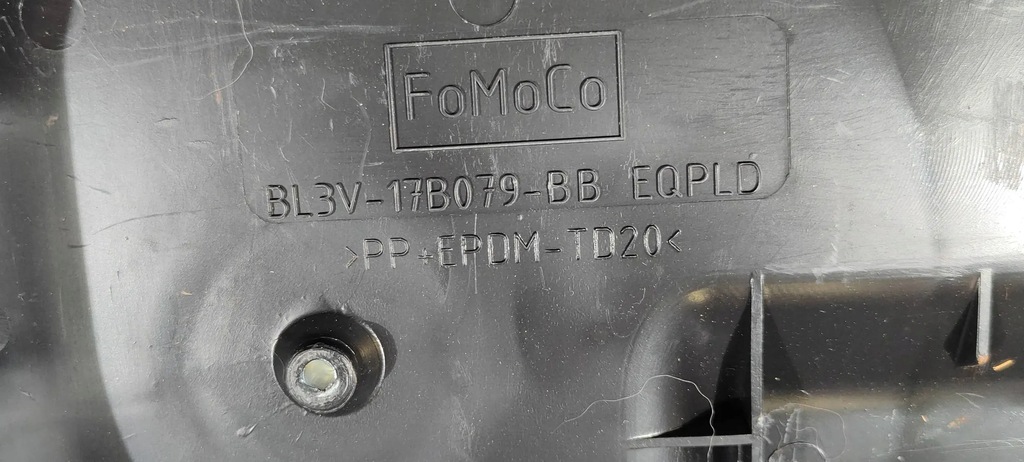 FoMoCo
BL3V-17B079-BB EQPLD
>PP+EPDM-TD20<